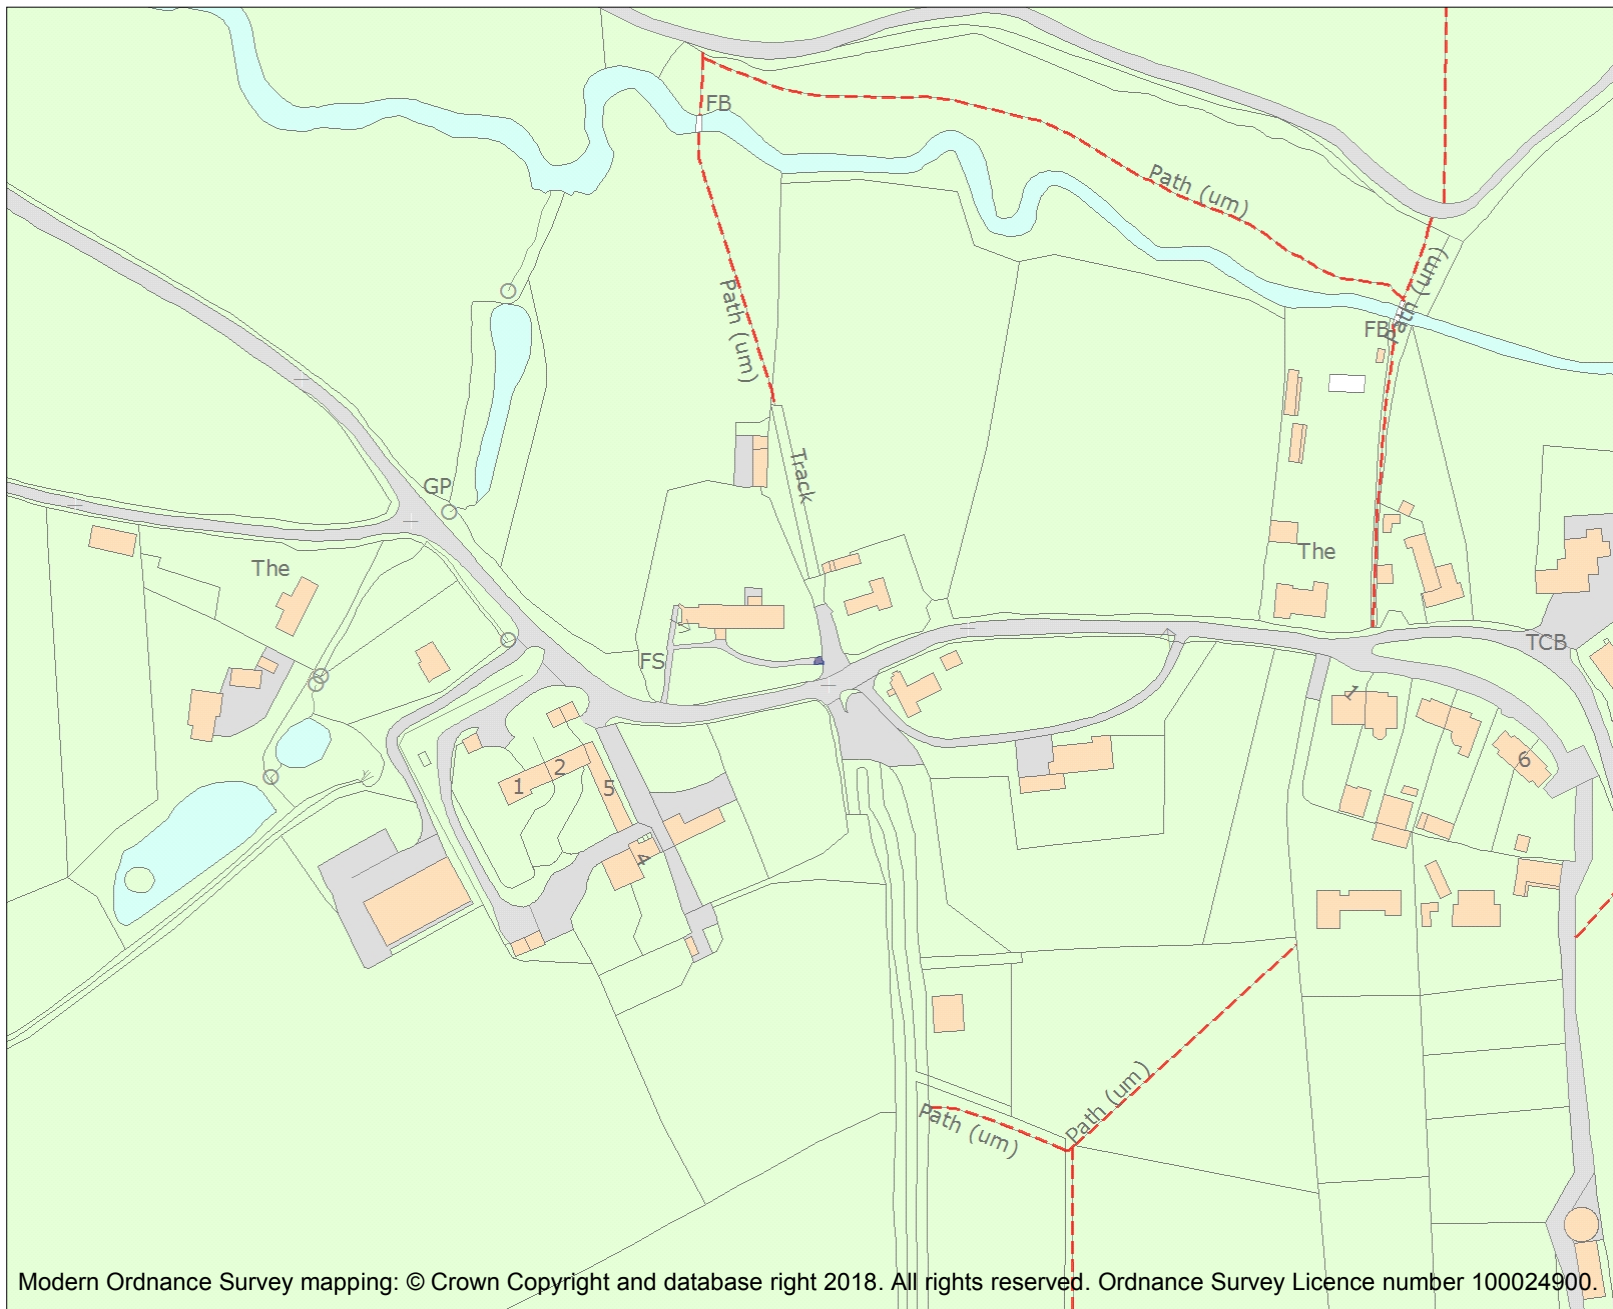 FB
Path (um)
Path (um)
Path (um)
FB
GP
Track
The
The
FS
TCB
1
1
2
5
6
4
Path (um)
Path (um)
Modern Ordnance Survey mapping: © Crown Copyright and database right 2018. All rights reserved. Ordnance Survey Licence number 100024900.